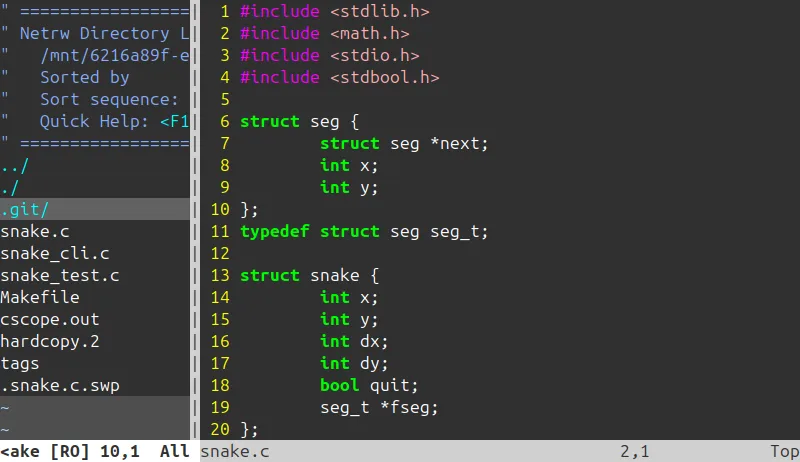 " =================
" Netrw Directory L
"   /mnt/6216a89f-e
"   Sorted by
"   Sort sequence:
"   Quick Help: <F1
" =================
../
./
.git/
snake.c
snake_cli.c
snake_test.c
Makefile
cscope.out
hardcopy.2
tags
.snake.c.swp
~
~
<ake [RO] 10,1  All
1 #include <stdlib.h>
2 #include <math.h>
3 #include <stdio.h>
4 #include <stdbool.h>
5
6 struct seg {
7         struct seg *next;
8         int x;
9         int y;
10 };
11 typedef struct seg seg_t;
12
13 struct snake {
14         int x;
15         int y;
16         int dx;
17         int dy;
18         bool quit;
19         seg_t *fseg;
20 };
snake.c 2,1 Top